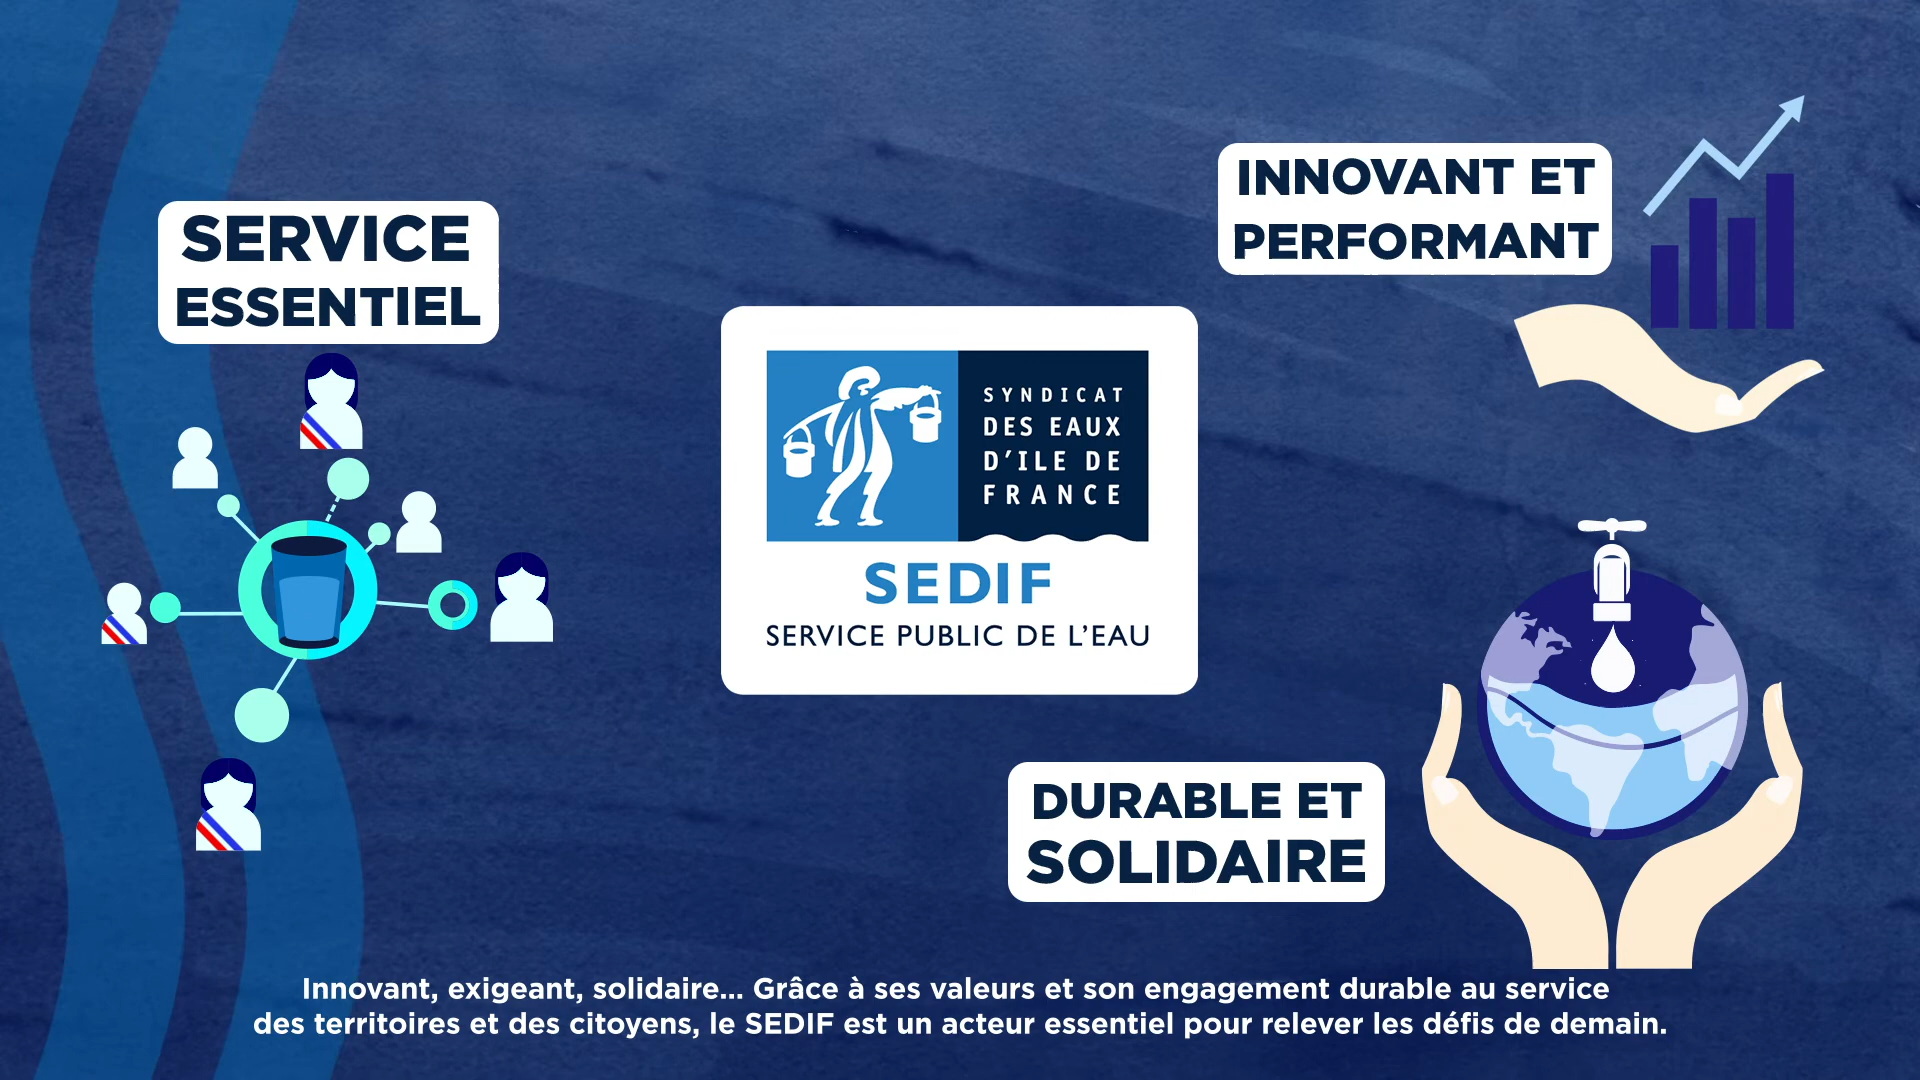 SERVICE
ESSENTIEL
INNOVANT ET
PERFORMANT
SYNDICAT
DES EAUX
D'ILE DE
FRANCE
SEDIF
SERVICE PUBLIC DE L'EAU
DURABLE ET
SOLIDAIRE
Innovant, exigeant, solidaire... Grâce à ses valeurs et son engagement durable au service
des territoires et des citoyens, le SEDIF est un acteur essentiel pour relever les défis de demain.